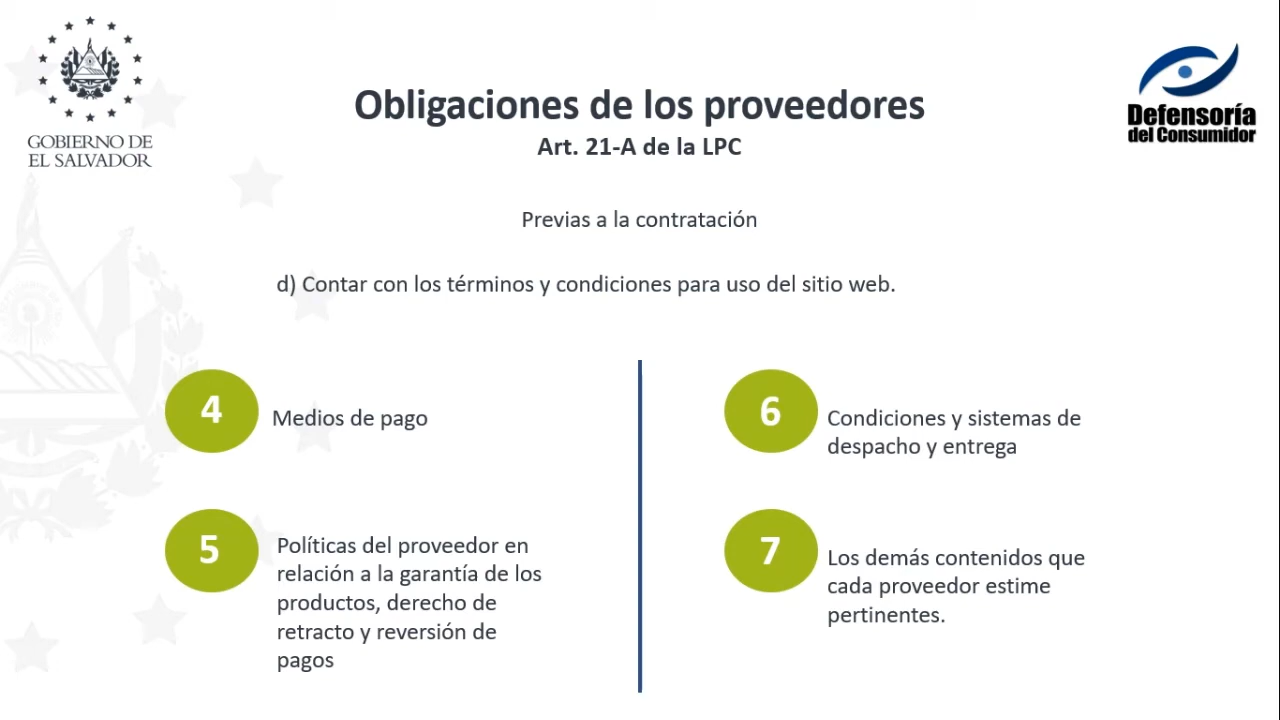 GOBIERNO DE
EL SALVADOR
Defensoría
del Consumidor
Obligaciones de los proveedores
Art. 21-A de la LPC
Previas a la contratación
d) Contar con los términos y condiciones para uso del sitio web.
4
Medios de pago
5
Políticas del proveedor en
relación a la garantía de los
productos, derecho de
retracto y reversión de
pagos
6
Condiciones y sistemas de
despacho y entrega
7
Los demás contenidos que
cada proveedor estime
pertinentes.